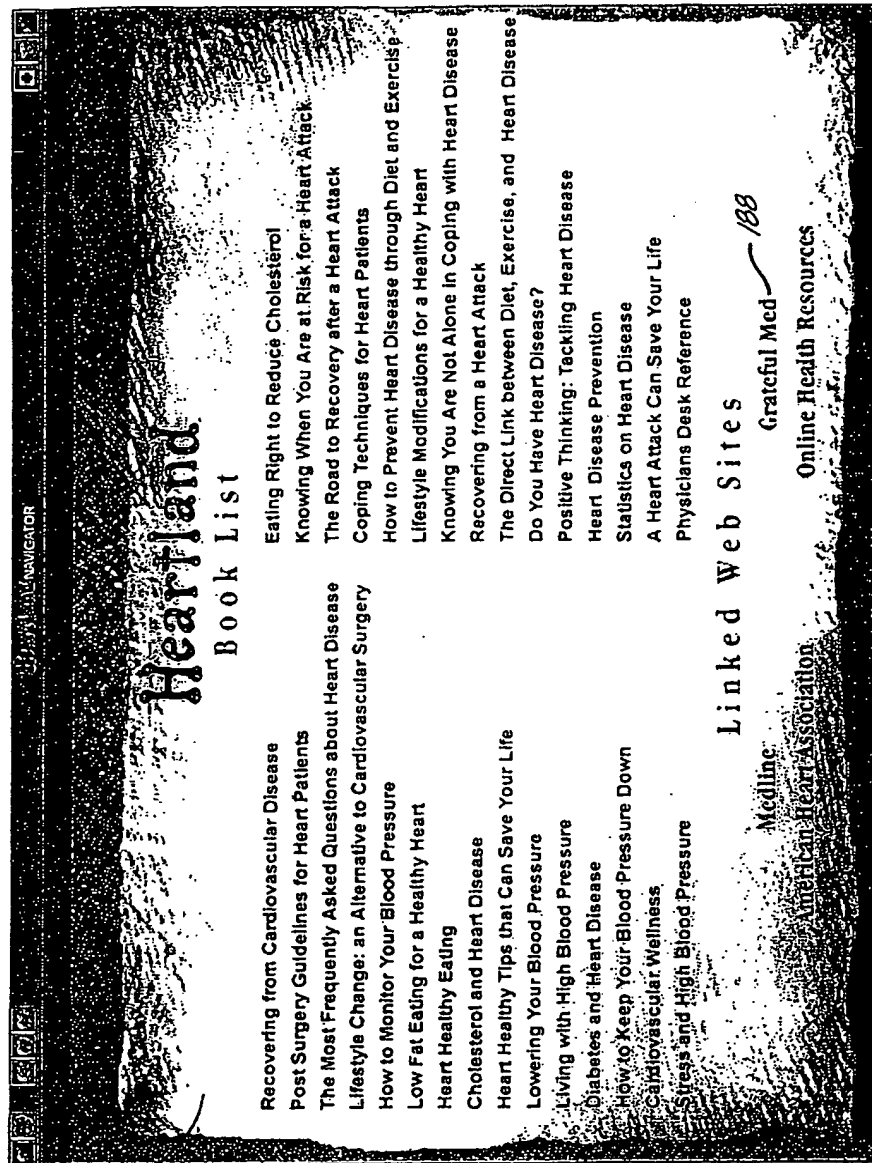 NAVIGATOR
Heartland
Book List
Recovering from Cardiovascular Disease
Post Surgery Guidelines for Heart Patients
The Most Frequently Asked Questions about Heart Disease
Lifestyle Change: an Alternative to Cardiovascular Surgery
How to Monitor Your Blood Pressure
Low Fat Eating for a Healthy Heart
Heart Healthy Eating
Cholesterol and Heart Disease
Heart Healthy Tips that Can Save Your Life
Lowering Your Blood Pressure
Living with High Blood Pressure
Diabetes and Heart Disease
How to Keep Your Blood Pressure Down
Cardiovascular Wellness
Stress and High Blood Pressure
Eating Right to Reduce Cholesterol
Knowing When You Are at Risk for a Heart Attack
The Road to Recovery after a Heart Attack
Coping Techniques for Heart Patients
How to Prevent Heart Disease through Diet and Exercise
Lifestyle Modifications for a Healthy Heart
Knowing You Are Not Alone in Coping with Heart Disease
Recovering from a Heart Attack
The Direct Link between Diet, Exercise, and Heart Disease
Do You Have Heart Disease?
Positive Thinking: Tackling Heart Disease
Heart Disease Prevention
Statistics on Heart Disease
A Heart Attack Can Save Your Life
Physicians Desk Reference
Linked Web Sites
Medline
Grateful Med
188
American Heart Association
Online Health Resources